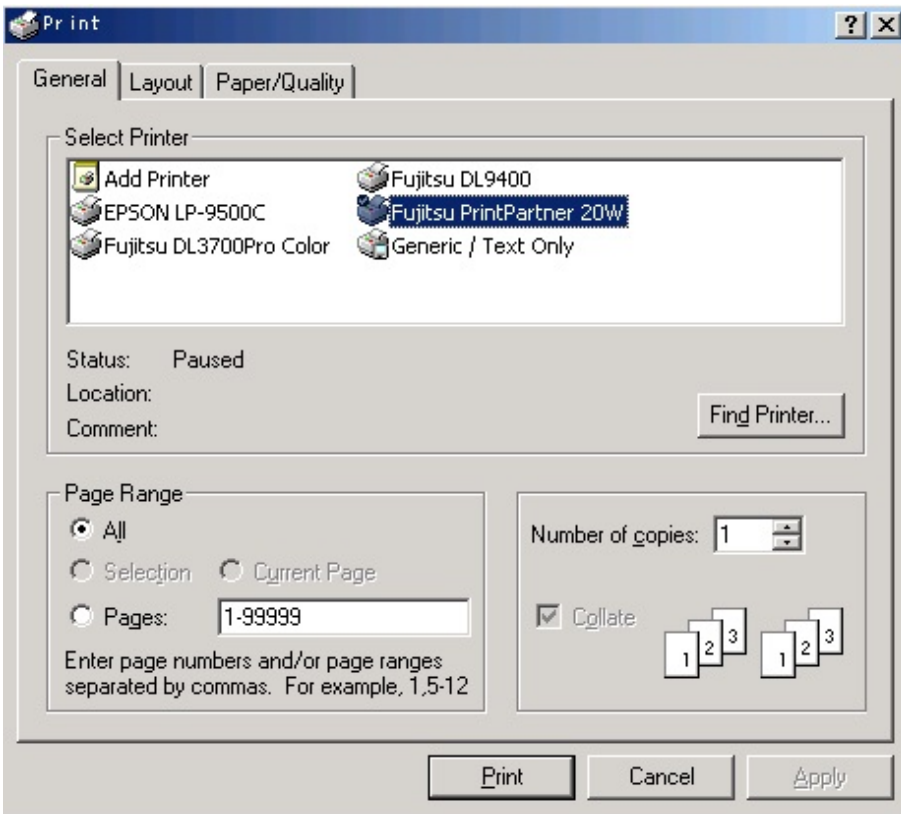 Print
General Layout Paper/Quality
Select Printer
Add Printer Fujitsu DL9400
EPSON LP-9500C Fujitsu PrintPartner 20W
Fujitsu DL3700Pro Color Generic / Text Only
Status: Paused
Location:
Comment:
Find Printer...
Page Range
All
Selection Current Page
Pages: 1-99999
Enter page numbers and/or page ranges
separated by commas. For example, 1,5-12
Number of copies: 1
Collate
1 2 3 1 2 3
Print Cancel Apply